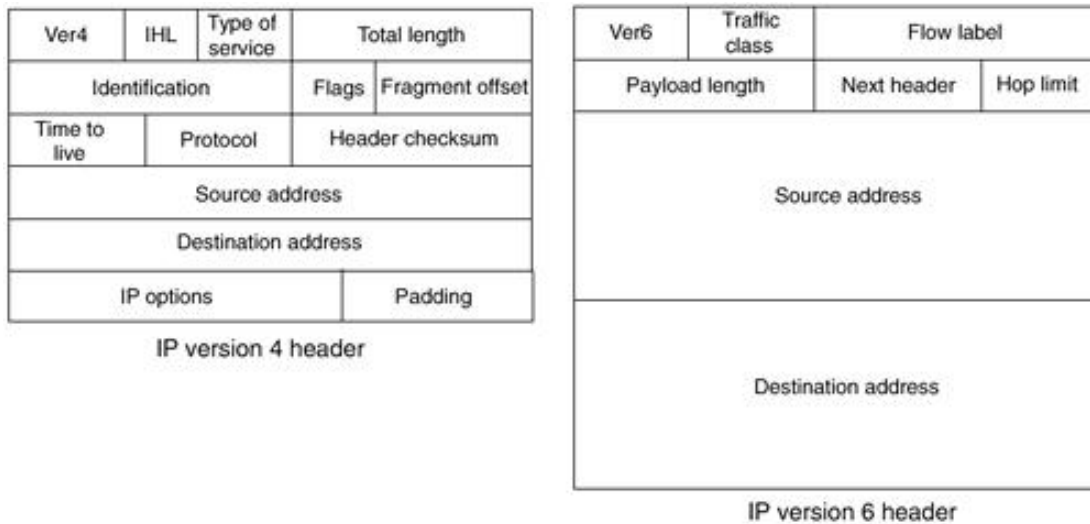 Ver4 IHL Type of service Total length
Identification Flags Fragment offset
Time to live Protocol Header checksum
Source address
Destination address
IP options Padding
IP version 4 header
Ver6 Traffic class Flow label
Payload length Next header Hop limit
Source address
Destination address
IP version 6 header